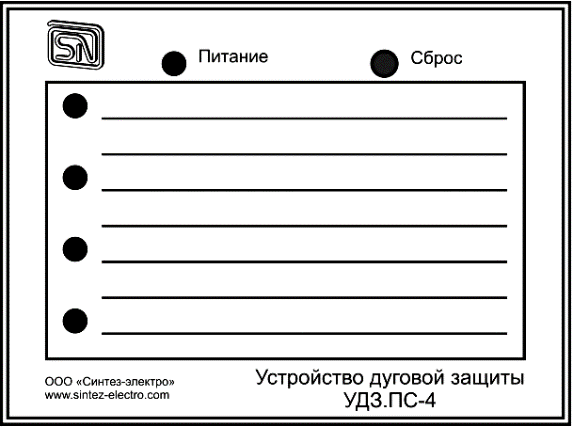 SN
Питание
Сброс
ООО «Синтез-электро»
www.sintez-electro.com
Устройство дуговой защиты
УДЗ.ПС-4